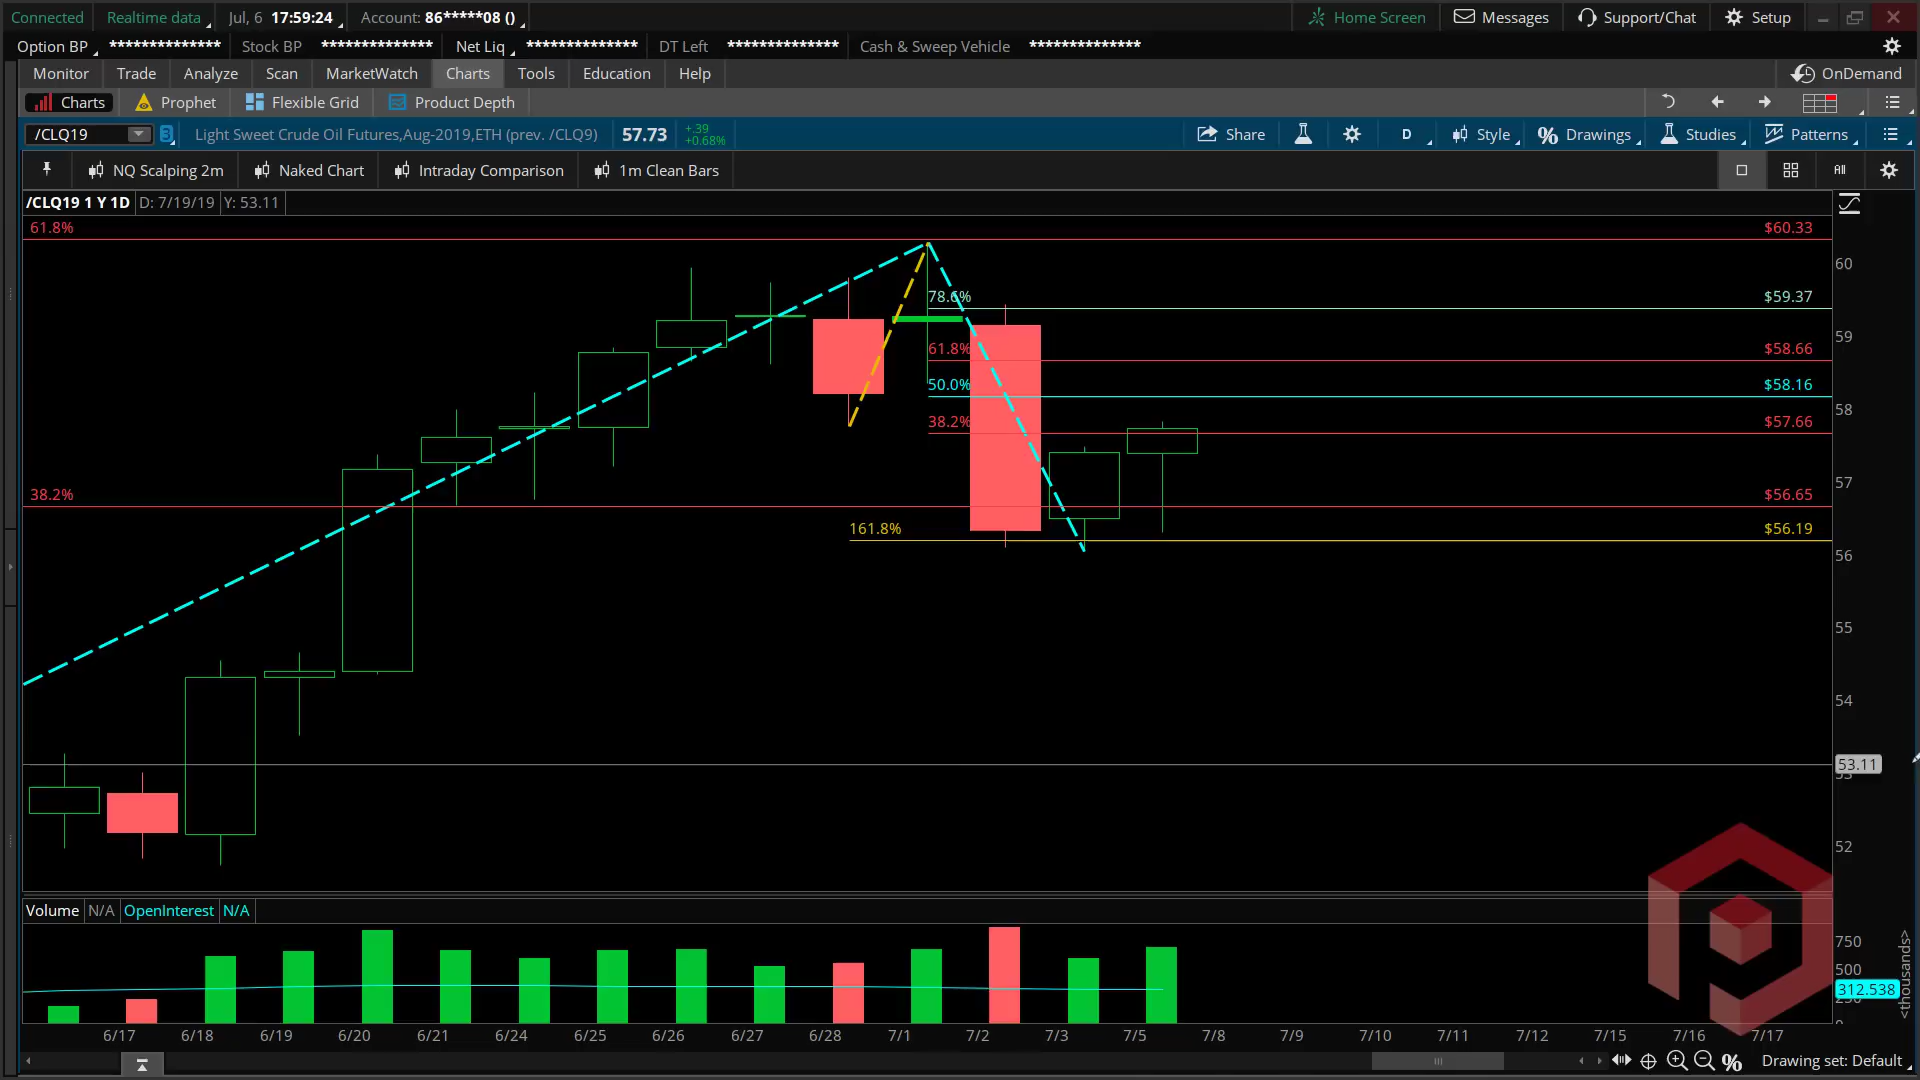 Connected Realtime data Jul, 6 17:59:24 Account: 86*****08 () Home Screen Messages Support/Chat Setup
Option BP ************** Stock BP ************** Net Liq ************** DT Left ************** Cash & Sweep Vehicle **************
Monitor Trade Analyze Scan MarketWatch Charts Tools Education Help OnDemand
Charts Prophet Flexible Grid Product Depth
/CLQ19 3 Light Sweet Crude Oil Futures,Aug-2019,ETH (prev. /CLQ9) 57.73 +.39 +0.68% Share D Style Drawings Studies Patterns
NQ Scalping 2m Naked Chart Intraday Comparison 1m Clean Bars All
/CLQ19 1 Y 1D D: 7/19/19 Y: 53.11
61.8% $60.33
60
78.6% $59.37
59
61.8% $58.66
50.0% $58.16
58
38.2% $57.66
57
38.2% $56.65
161.8% $56.19
56
55
54
53.11
53
52
Volume N/A OpenInterest N/A
750
500
312.538
250
0
<thousands>
6/17 6/18 6/19 6/20 6/21 6/24 6/25 6/26 6/27 6/28 7/1 7/2 7/3 7/5 7/8 7/9 7/10 7/11 7/12 7/15 7/16 7/17
Drawing set: Default